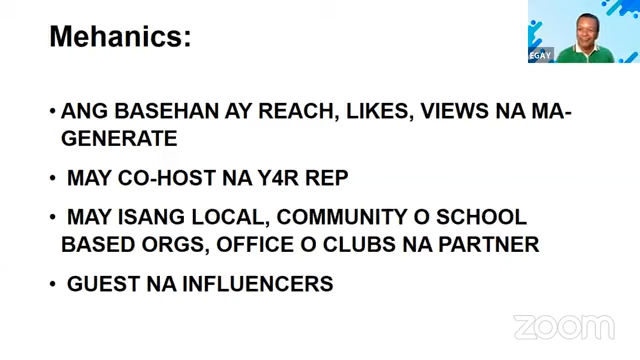 Mehanics:
EGAY
• ANG BASEHAN AY REACH, LIKES, VIEWS NA MA-
GENERATE
• MAY CO-HOST NA Y4R REP
• MAY ISANG LOCAL, COMMUNITY O SCHOOL
BASED ORGS, OFFICE O CLUBS NA PARTNER
• GUEST NA INFLUENCERS
zoom